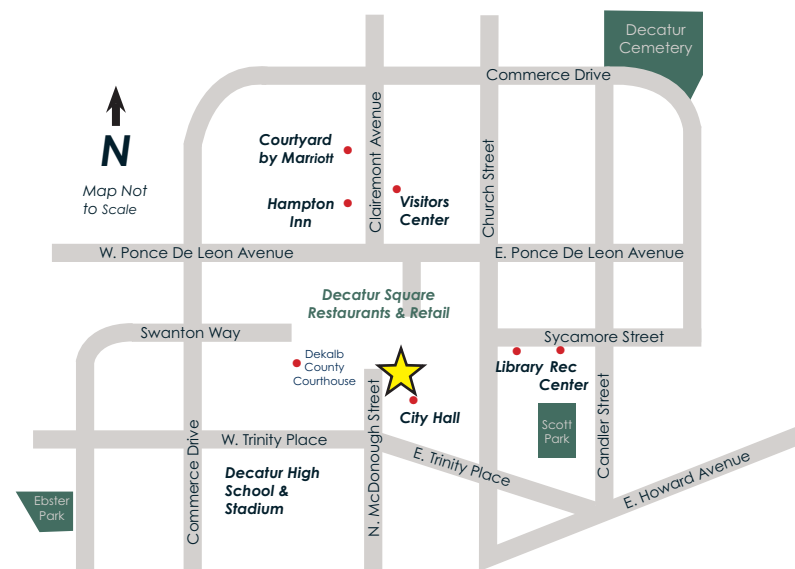 Decatur
Cemetery
Commerce Drive
N
Map Not
to Scale
Courtyard
by Marriott
Hampton
Inn
Clairemont Avenue
Visitors
Center
Church Street
W. Ponce De Leon Avenue
E. Ponce De Leon Avenue
Decatur Square
Restaurants & Retail
Swanton Way
Sycamore Street
Dekalb
County
Courthouse
Library
Rec
Center
City Hall
Scott
Park
Candler Street
N. McDonough Street
Commerce Drive
W. Trinity Place
E. Trinity Place
E. Howard Avenue
Decatur High
School &
Stadium
Ebster
Park